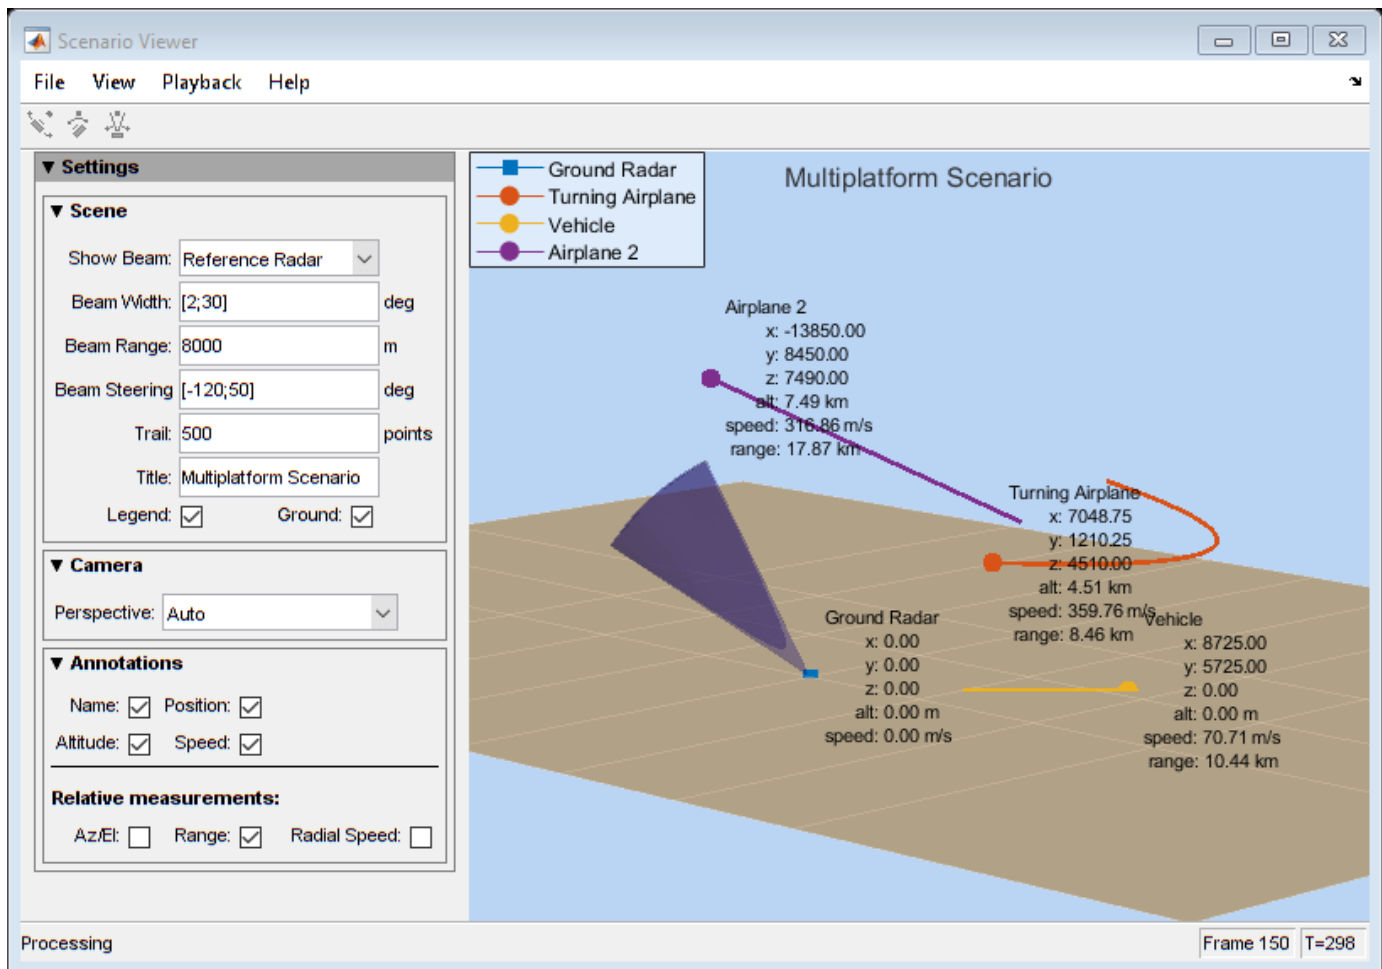 Scenario Viewer
File View Playback Help
▼ Settings
▼ Scene
Show Beam: Reference Radar
Beam Width: [2;30] deg
Beam Range: 8000 m
Beam Steering [-120;50] deg
Trail: 500 points
Title: Multiplatform Scenario
Legend: Ground:
▼ Camera
Perspective: Auto
▼ Annotations
Name: Position:
Altitude: Speed:
Relative measurements:
Az/El: Range: Radial Speed:
Ground Radar
Turning Airplane
Vehicle
Airplane 2
Multiplatform Scenario
Airplane 2
x: -13850.00
y: 8450.00
z: 7490.00
alt: 7.49 km
speed: 316.86 m/s
range: 17.87 km
Turning Airplane
x: 7048.75
y: 1210.25
z: 4510.00
alt: 4.51 km
speed: 359.76 m/s
range: 8.46 km
Ground Radar
x: 0.00
y: 0.00
z: 0.00
alt: 0.00 m
speed: 0.00 m/s
Vehicle
x: 8725.00
y: 5725.00
z: 0.00
alt: 0.00 m
speed: 70.71 m/s
range: 10.44 km
Processing
Frame 150 T=298